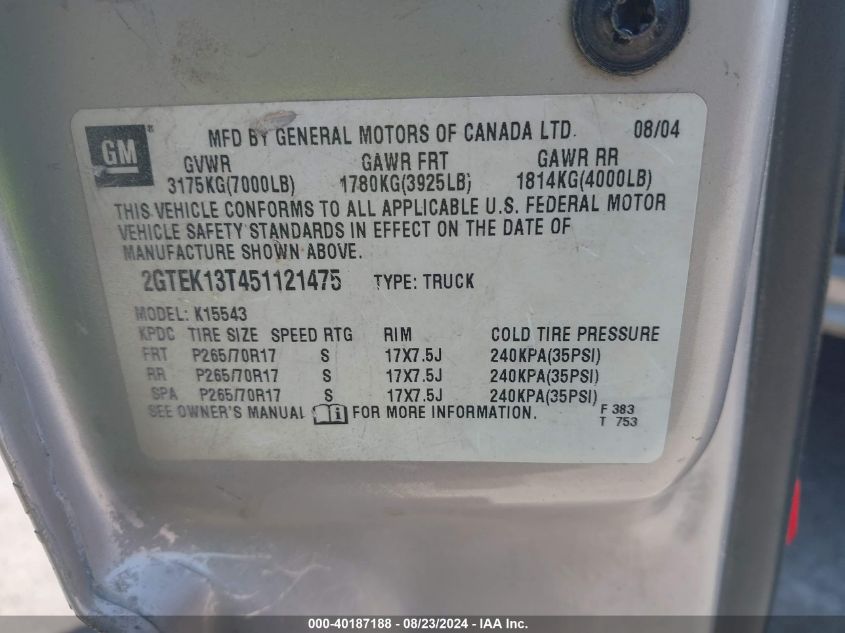 GM ® MFD BY GENERAL MOTORS OF CANADA LTD. 08/04
GVWR GAWR FRT GAWR RR
3175KG(7000LB) 1780KG(3925LB) 1814KG(4000LB)
THIS VEHICLE CONFORMS TO ALL APPLICABLE U.S. FEDERAL MOTOR
VEHICLE SAFETY STANDARDS IN EFFECT ON THE DATE OF
MANUFACTURE SHOWN ABOVE.
2GTEK13T451121475 TYPE: TRUCK
MODEL: K15543
KPDC TIRE SIZE SPEED RTG RIM COLD TIRE PRESSURE
FRT P265/70R17 S 17X7.5J 240KPA(35PSI)
RR P265/70R17 S 17X7.5J 240KPA(35PSI)
SPA P265/70R17 S 17X7.5J 240KPA(35PSI)
SEE OWNER'S MANUAL i FOR MORE INFORMATION. F 383
T 753
000-40187188 - 08/23/2024 - IAA, Inc.